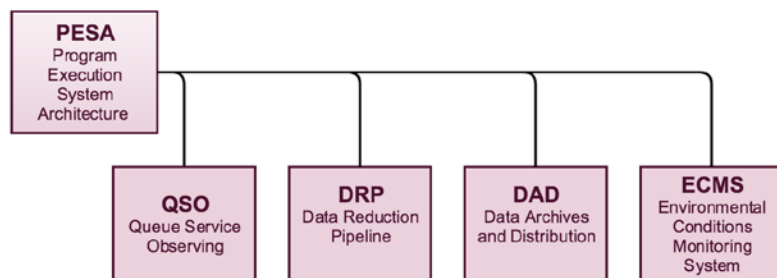 PESA
Program
Execution
System
Architecture
QSO
Queue Service
Observing
DRP
Data Reduction
Pipeline
DAD
Data Archives
and Distribution
ECMS
Environmental
Conditions
Monitoring
System